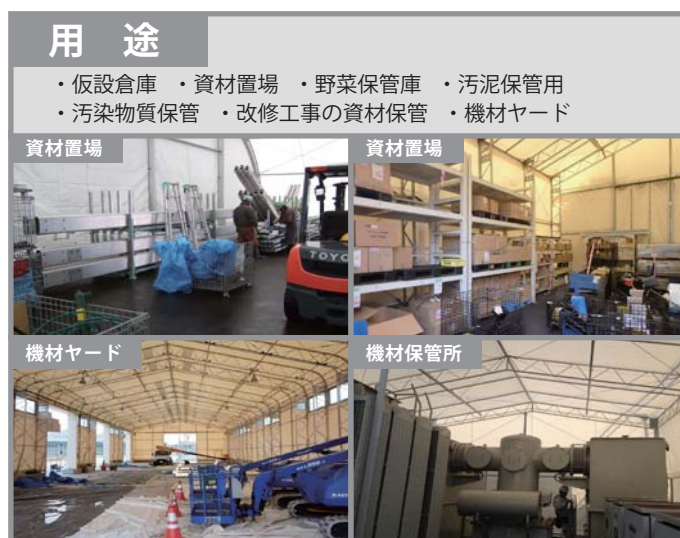 用 途
・仮設倉庫 ・資材置場 ・野菜保管庫 ・汚泥保管用
・汚染物質保管 ・改修工事の資材保管 ・機材ヤード
資材置場
資材置場
TOYO
機材ヤード
機材保管所